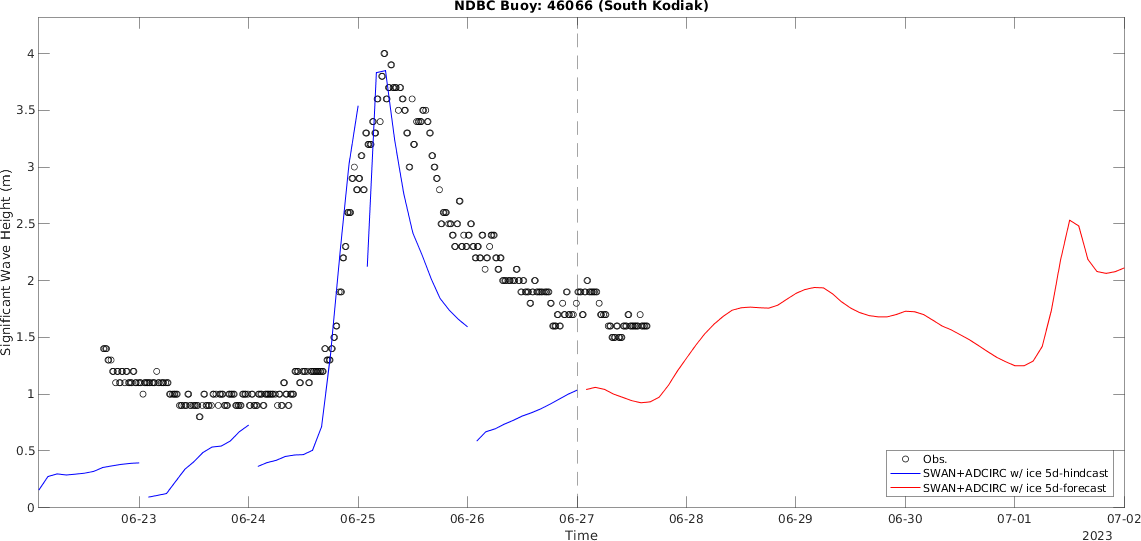 NDBC Buoy: 46066 (South Kodiak)
Significant Wave Height (m)
4
3.5
3
2.5
2
1.5
1
0.5
0
Obs.
SWAN+ADCIRC w/ ice 5d-hindcast
SWAN+ADCIRC w/ ice 5d-forecast
06-23 06-24 06-25 06-26 06-27 06-28 06-29 06-30 07-01 07-02
Time
2023